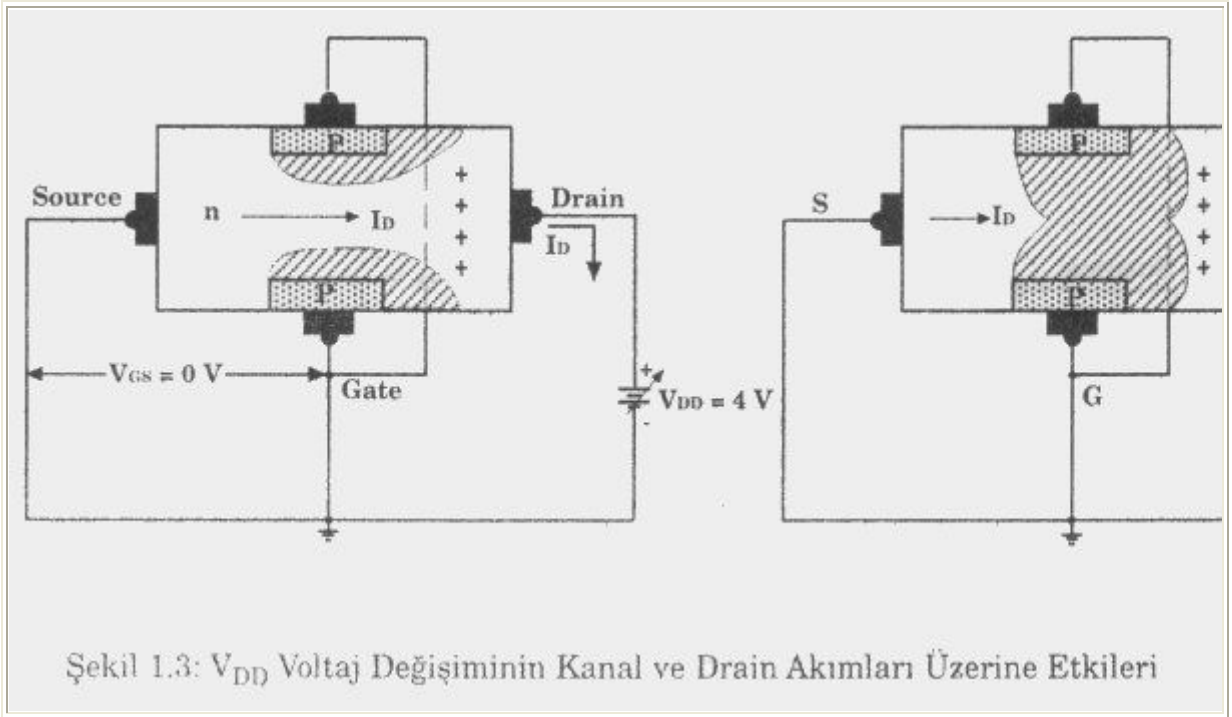 P
Source
n
ID
Drain
ID
P
VGS = 0 V
Gate
+
+
+
+
+
VDD = 4 V
-
P
S
ID
+
+
+
+
P
G
Şekil 1.3: VDD Voltaj Değişiminin Kanal ve Drain Akımları Üzerine Etkileri